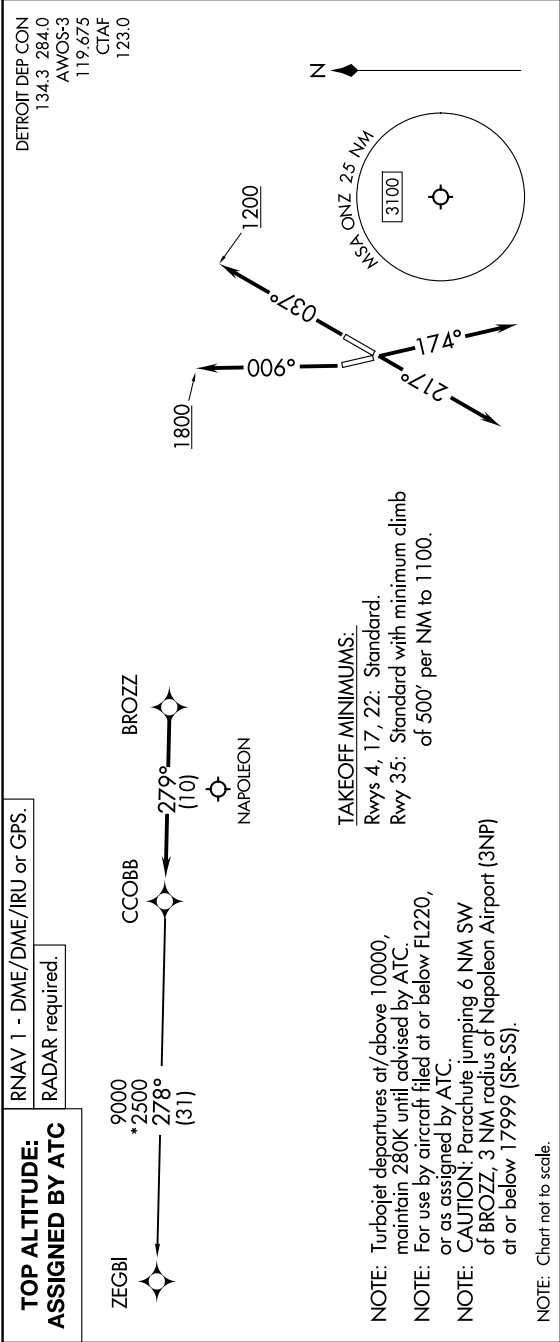 TOP ALTITUDE:
ASSIGNED BY ATC
RNAV 1 - DME/DME/IRU or GPS.
RADAR required.
DETROIT DEP CON
134.3 284.0
AWOS-3
119.675
CTAF
123.0
ZEGBI
9000
*2500
278°
(31)
CCOBB
279°
(10)
BROZZ
NAPOLEON
1800
1200
006°
037°
217°
174°
N
MSA ONZ 25 NM
3100
TAKEOFF MINIMUMS:
Rwys 4, 17, 22: Standard.
Rwy 35: Standard with minimum climb
of 500' per NM to 1100.
NOTE: Turbojet departures at/above 10000,
maintain 280K until advised by ATC.
NOTE: For use by aircraft filed at or below FL220,
or as assigned by ATC.
NOTE: CAUTION: Parachute jumping 6 NM SW
of BROZZ, 3 NM radius of Napoleon Airport (3NP)
at or below 17999 (SR-SS).
NOTE: Chart not to scale.